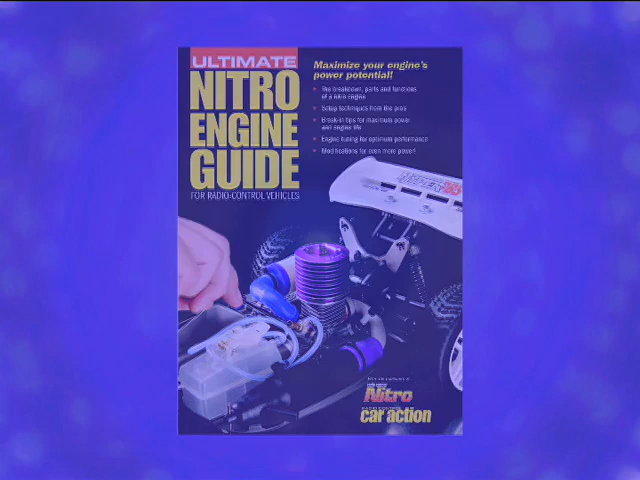 ULTIMATE
NITRO
ENGINE
GUIDE
FOR RADIO-CONTROL VEHICLES
Maximize your engine's
power potential!
The breakdown, parts and functions
of a nitro engine
Setup techniques from the pros
Break-in tips for maximum power
and engine life
Engine tuning for optimum performance
Modifications for even more power!
HYPER
Nitro
car action